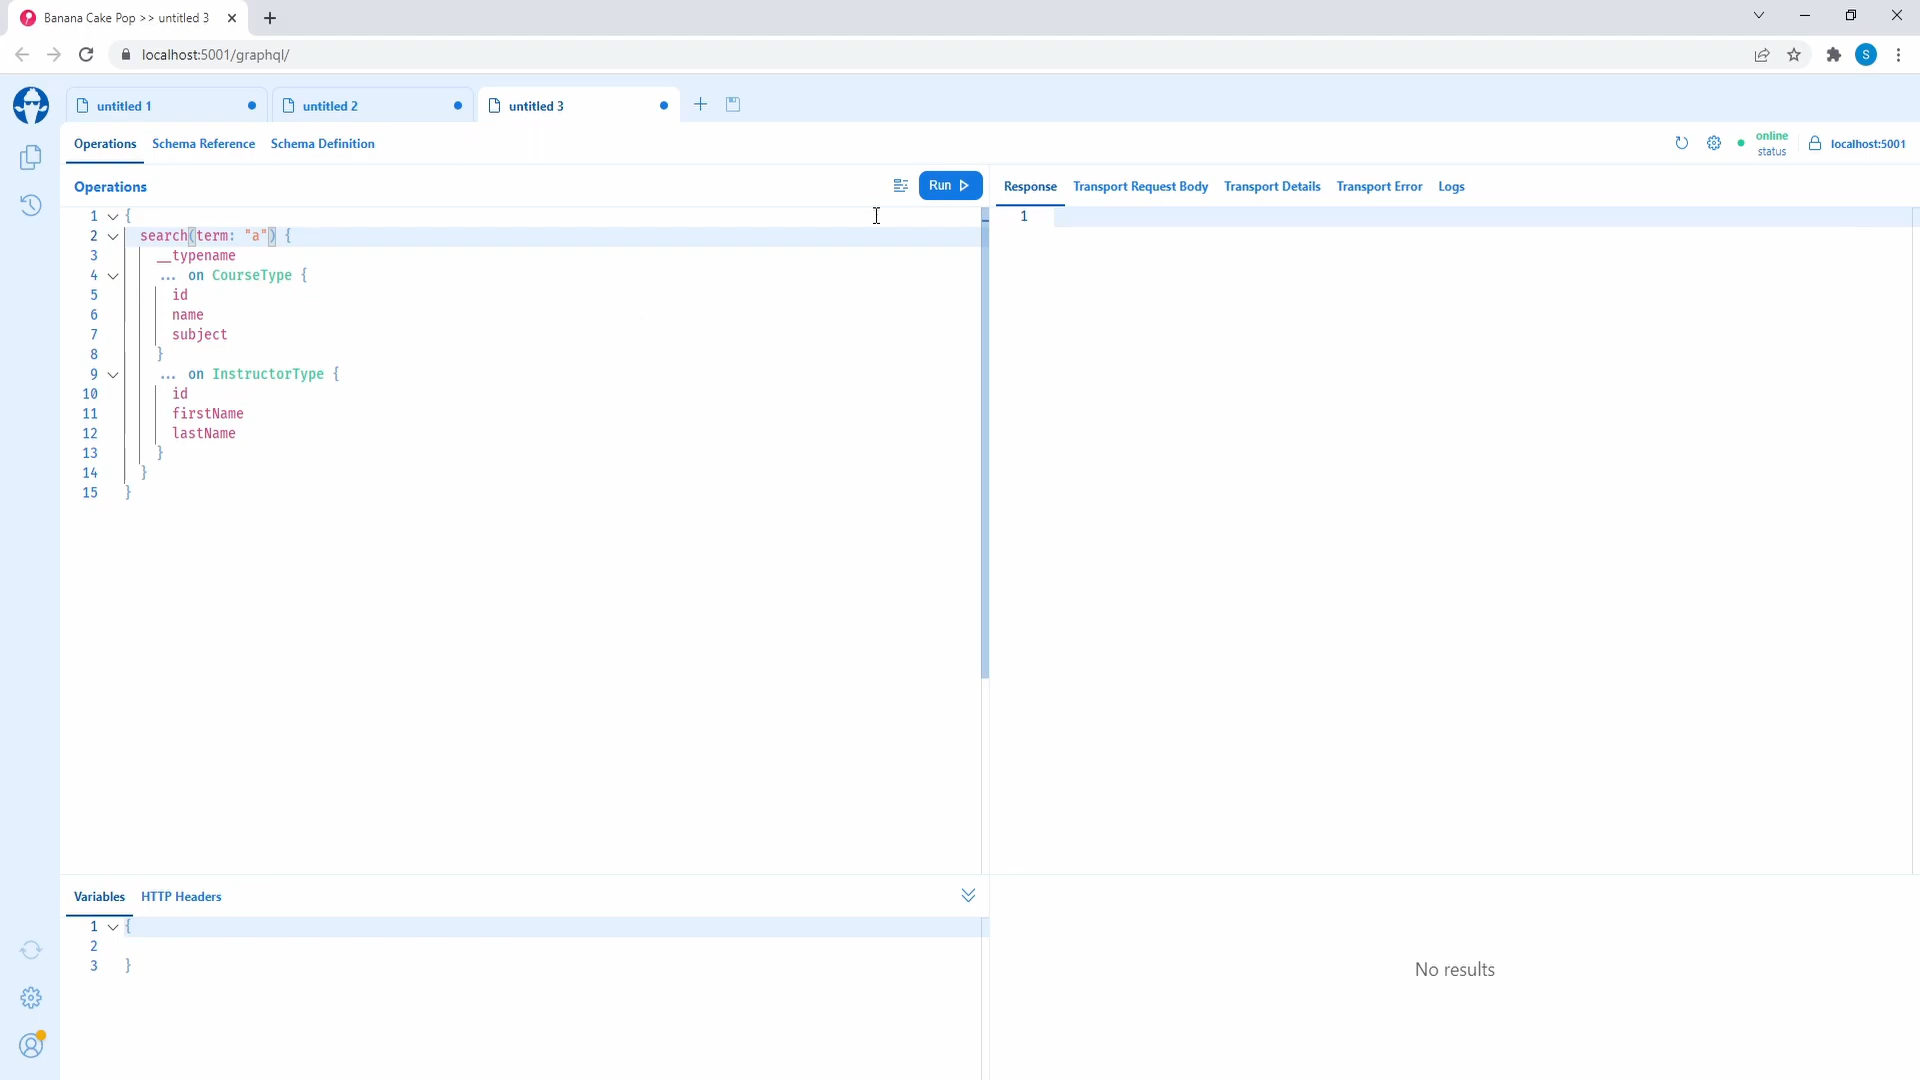 Banana Cake Pop >> untitled 3
localhost:5001/graphql/
S
untitled 1
untitled 2
untitled 3
Operations Schema Reference Schema Definition
online
status
localhost:5001
Operations
Run
1 {
2 search(term: "a") {
3 __typename
4 ... on CourseType {
5 id
6 name
7 subject
8 }
9 ... on InstructorType {
10 id
11 firstName
12 lastName
13 }
14 }
15 }
Response Transport Request Body Transport Details Transport Error Logs
1
Variables HTTP Headers
1 {
2
3 }
No results